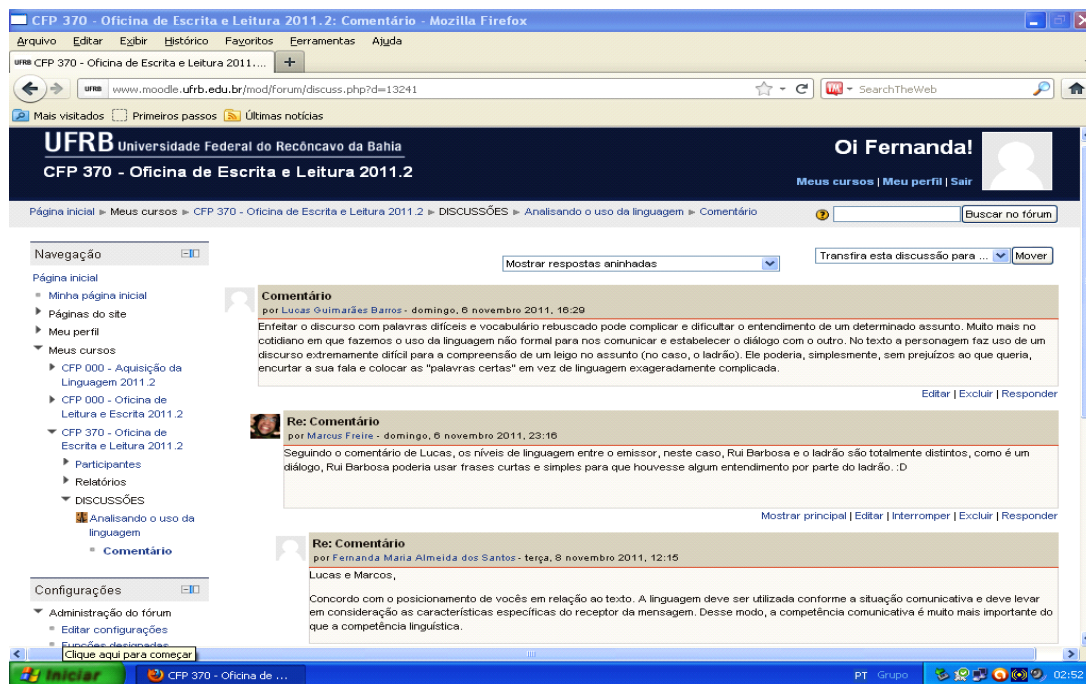 CFP 370 - Oficina de Escrita e Leitura 2011.2: Comentário - Mozilla Firefox
Arquivo Editar Exibir Histórico Favoritos Ferramentas Ajuda
UFRB CFP 370 - Oficina de Escrita e Leitura 2011.... +
UFRB www.moodle.ufrb.edu.br/mod/forum/discuss.php?d=13241 SearchTheWeb
Mais visitados Primeiros passos Últimas notícias
UFRB Universidade Federal do Recôncavo da Bahia
CFP 370 - Oficina de Escrita e Leitura 2011.2
Oi Fernanda!
Meus cursos | Meu perfil | Sair
Página inicial ► Meus cursos ► CFP 370 - Oficina de Escrita e Leitura 2011.2 ► DISCUSSÕES ► Analisando o uso da linguagem ► Comentário
Buscar no fórum
Navegação
Página inicial
Minha página inicial
Páginas do site
Meu perfil
Meus cursos
CFP 000 - Aquisição da
Linguagem 2011.2
CFP 000 - Oficina de
Leitura e Escrita 2011.2
CFP 370 - Oficina de
Escrita e Leitura 2011.2
Participantes
Relatórios
DISCUSSÕES
Analisando o uso da
linguagem
Comentário
Configurações
Administração do fórum
Editar configurações
Funções designadas
Clique aqui para começar
Mostrar respostas aninhadas
Transfira esta discussão para ... Mover
Comentário
por Lucas Guimarães Barros - domingo, 6 novembro 2011, 16:29
Enfeitar o discurso com palavras difíceis e vocabulário rebuscado pode complicar e dificultar o entendimento de um determinado assunto. Muito mais no
cotidiano em que fazemos o uso da linguagem não formal para nos comunicar e estabelecer o diálogo com o outro. No texto a personagem faz uso de um
discurso extremamente difícil para a compreensão de um leigo no assunto (no caso, o ladrão). Ele poderia, simplesmente, sem prejuízos ao que queria,
encurtar a sua fala e colocar as "palavras certas" em vez de linguagem exageradamente complicada.
Editar | Excluir | Responder
Re: Comentário
por Marcus Freire - domingo, 6 novembro 2011, 23:16
Seguindo o comentário de Lucas, os níveis de linguagem entre o emissor, neste caso, Rui Barbosa e o ladrão são totalmente distintos, como é um
diálogo, Rui Barbosa poderia usar frases curtas e simples para que houvesse algum entendimento por parte do ladrão. :D
Mostrar principal | Editar | Interromper | Excluir | Responder
Re: Comentário
por Fernanda Maria Almeida dos Santos - terça, 8 novembro 2011, 12:15
Lucas e Marcos,
Concordo com o posicionamento de vocês em relação ao texto. A linguagem deve ser utilizada conforme a situação comunicativa e deve levar
em consideração as características específicas do receptor da mensagem. Desse modo, a competência comunicativa é muito mais importante do
que a competência linguística.
Iniciar CFP 370 - Oficina de ... PT Grupo 02:52